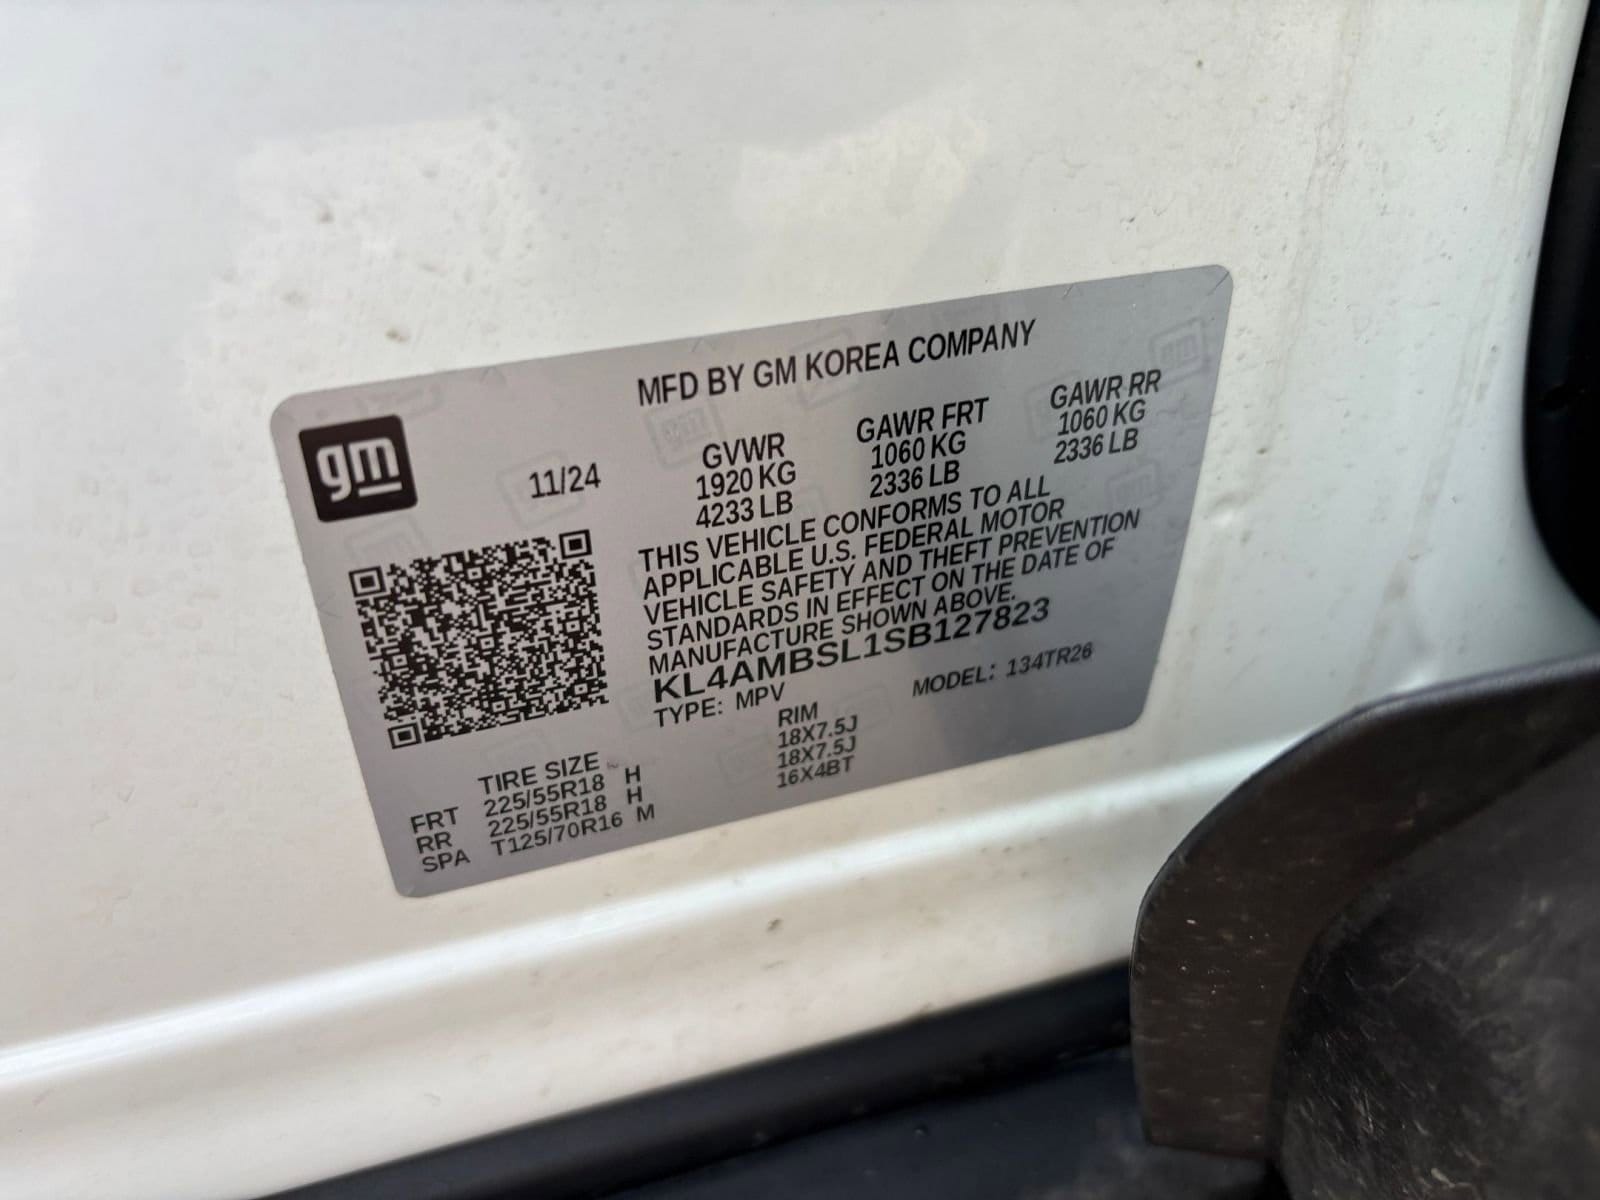 MFD BY GM KOREA COMPANY
gm
11/24
GVWR GAWR FRT GAWR RR
1920 KG 1060 KG 1060 KG
4233 LB 2336 LB 2336 LB
THIS VEHICLE CONFORMS TO ALL
APPLICABLE U.S. FEDERAL MOTOR
VEHICLE SAFETY AND THEFT PREVENTION
STANDARDS IN EFFECT ON THE DATE OF
MANUFACTURE SHOWN ABOVE.
KL4AMBSL1SB127823
TYPE: MPV MODEL: 134TR26
TIRE SIZE RIM
FRT 225/55R18 H 18X7.5J
RR 225/55R18 H 18X7.5J
SPA T125/70R16 M 16X4BT